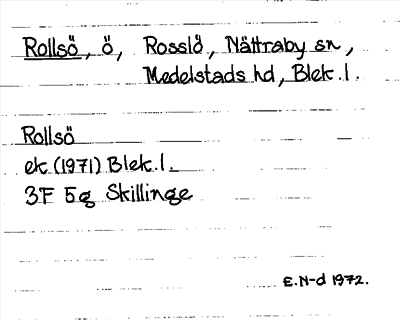 Rollsö, ö, Rosslö, Nättraby sn,
Medelstads hd, Blek.l.
Rollsö
ek (1971) Blek.l.
3F 5g Skillinge
E.N-d 1972.